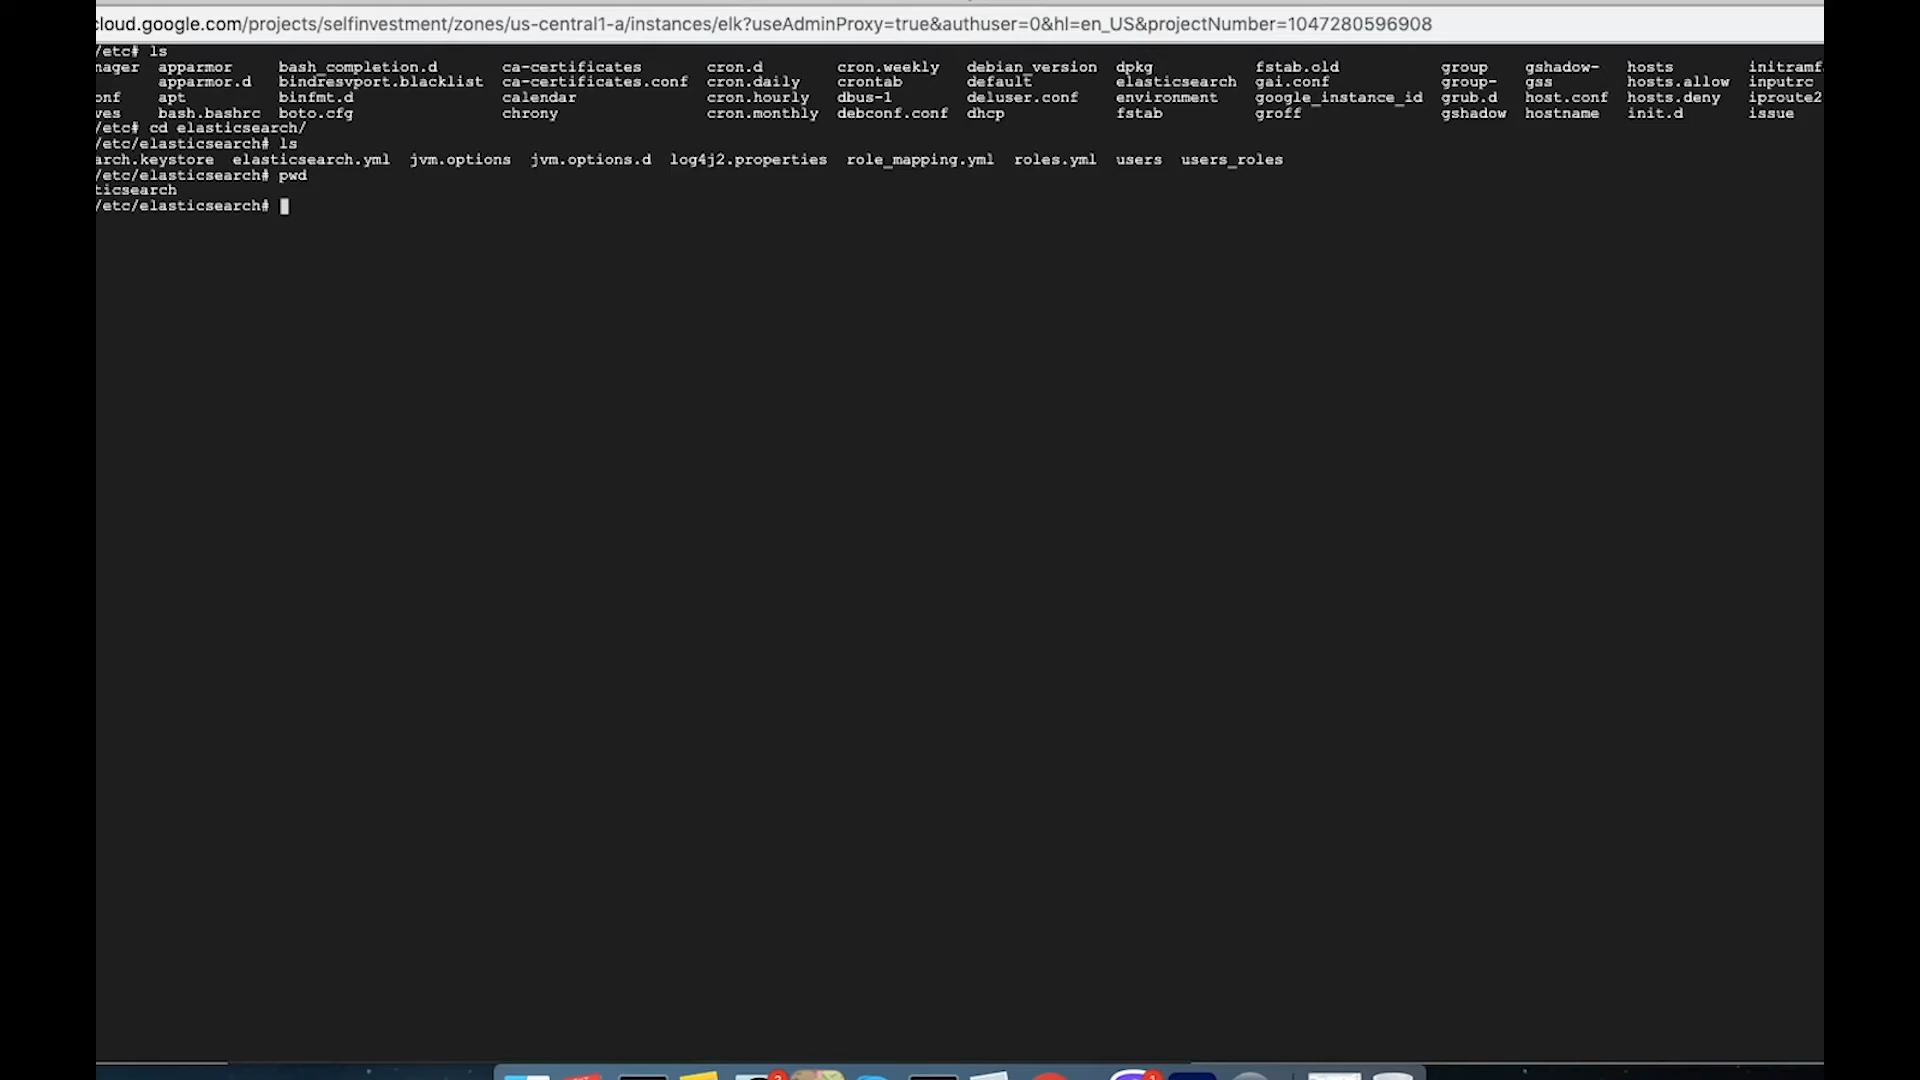 cloud.google.com/projects/selfinvestment/zones/us-central1-a/instances/elk?useAdminProxy=true&authuser=0&hl=en_US&projectNumber=1047280596908
/etc# ls
nager apparmor bash_completion.d ca-certificates cron.d cron.weekly debian_version dpkg fstab.old group gshadow- hosts initramf
apparmor.d bindresvport.blacklist ca-certificates.conf cron.daily crontab default elasticsearch gai.conf group- gss hosts.allow inputrc
onf apt binfmt.d calendar cron.hourly dbus-1 deluser.conf environment google_instance_id grub.d host.conf hosts.deny iproute2
ves bash.bashrc boto.cfg chrony cron.monthly debconf.conf dhcp fstab groff gshadow hostname init.d issue
/etc# cd elasticsearch/
/etc/elasticsearch# ls
arch.keystore elasticsearch.yml jvm.options jvm.options.d log4j2.properties role_mapping.yml roles.yml users users_roles
/etc/elasticsearch# pwd
ticsearch
/etc/elasticsearch#